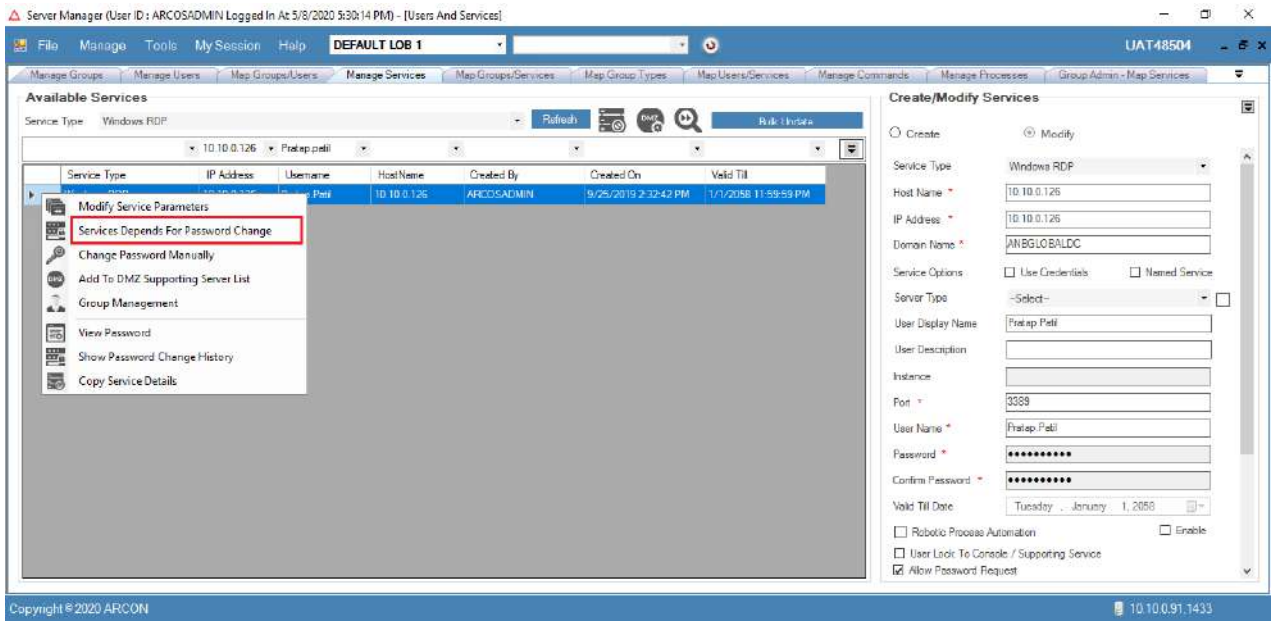 Server Manager (User ID : ARCOSADMIN Logged In At 5/8/2020 5:30:14 PM) - [Users And Services]
File Manage Tools My Session Help DEFAULT LOB 1 UAT48504
Manage Groups Manage Users Map Groups/Users Manage Services Map Groups/Services Map Group Types Map Users/Services Manage Commands Manage Processes Group Admin - Map Services
Available Services
Service Type Windows RDP Refresh DMZ Bulk Update
10.10.0.126 Pratap.patil
Service Type IP Address Username HostName Created By Created On Valid Till
Patil 10.10.0.126 ARCOSADMIN 9/25/2019 2:32:42 PM 1/1/2058 11:59:59 PM
Modify Service Parameters
Services Depends For Password Change
Change Password Manually
DMZ Add To DMZ Supporting Server List
Group Management
View Password
Show Password Change History
Copy Service Details
Create/Modify Services
Create Modify
Service Type Windows RDP
Host Name * 10.10.0.126
IP Address * 10.10.0.126
Domain Name * ANBGLOBALDC
Service Options Use Credentials Named Service
Server Type --Select--
User Display Name Pratap Patil
User Description
Instance
Port * 3389
User Name * Pratap.Patil
Password * ••••••••••
Confirm Password * ••••••••••
Valid Till Date Tuesday , January 1, 2058
Robotic Process Automation Enable
User Lock To Console / Supporting Service
Allow Password Request
Copyright © 2020 ARCON 10.10.0.91,1433